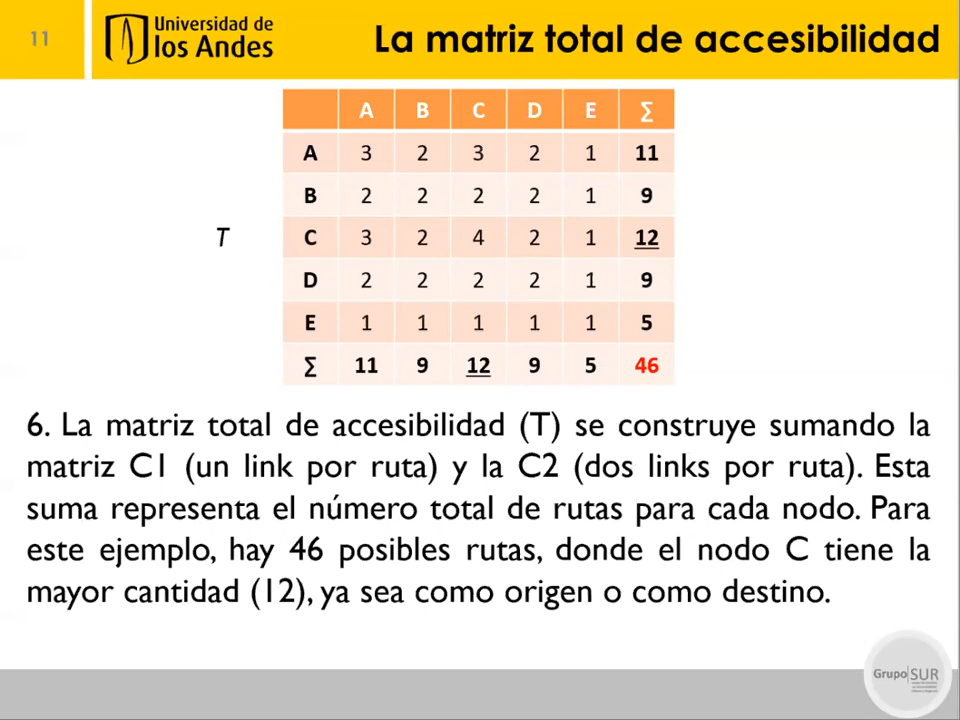 11
Universidad de
los Andes
La matriz total de accesibilidad
A B C D E ∑
A 3 2 3 2 1 11
B 2 2 2 2 1 9
T
C 3 2 4 2 1 12
D 2 2 2 2 1 9
E 1 1 1 1 1 5
∑ 11 9 12 9 5 46
6. La matriz total de accesibilidad (T) se construye sumando la
matriz C1 (un link por ruta) y la C2 (dos links por ruta). Esta
suma representa el número total de rutas para cada nodo. Para
este ejemplo, hay 46 posibles rutas, donde el nodo C tiene la
mayor cantidad (12), ya sea como origen o como destino.
Grupo|SUR